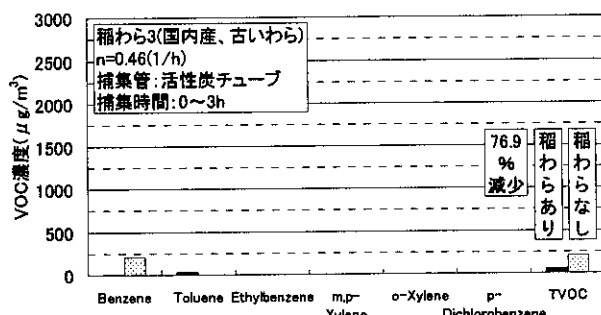 3000
2500
2000
1500
1000
500
0
VOC濃度(μg/m³)
稲わら3(国内産、古いわら)
n=0.46(1/h)
捕集管:活性炭チューブ
捕集時間:0～3h
76.9
%
減少
稲わらあり
稲わらなし
Benzene Toluene Ethylbenzene m,p- o-Xylene p- TVOC
Xylene Dichlorobenzene